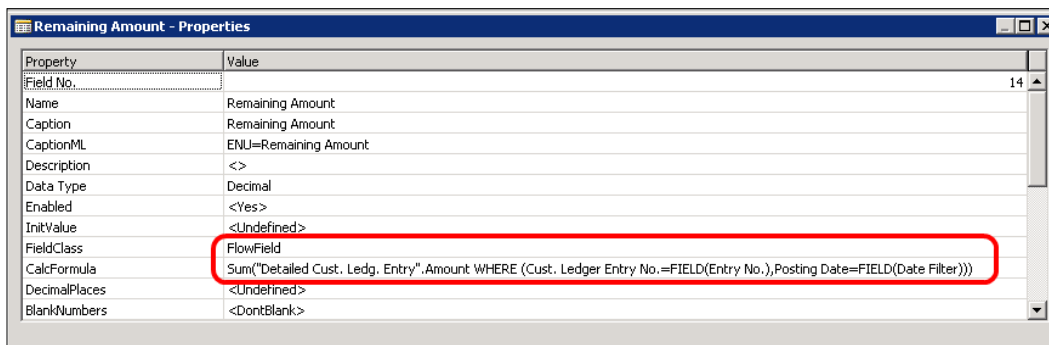 Remaining Amount - Properties
Property Value
Field No. 14
Name Remaining Amount
Caption Remaining Amount
CaptionML ENU=Remaining Amount
Description <>
Data Type Decimal
Enabled <Yes>
InitValue <Undefined>
FieldClass FlowField
CalcFormula Sum("Detailed Cust. Ledg. Entry".Amount WHERE (Cust. Ledger Entry No.=FIELD(Entry No.),Posting Date=FIELD(Date Filter)))
DecimalPlaces <Undefined>
BlankNumbers <DontBlank>